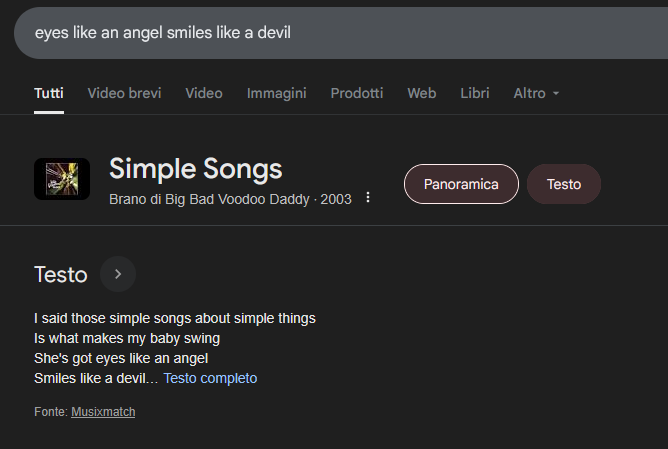 eyes like an angel smiles like a devil
Tutti Video brevi Video Immagini Prodotti Web Libri Altro
Simple Songs
Brano di Big Bad Voodoo Daddy · 2003
Panoramica Testo
Testo
I said those simple songs about simple things
Is what makes my baby swing
She's got eyes like an angel
Smiles like a devil... Testo completo
Fonte: Musixmatch